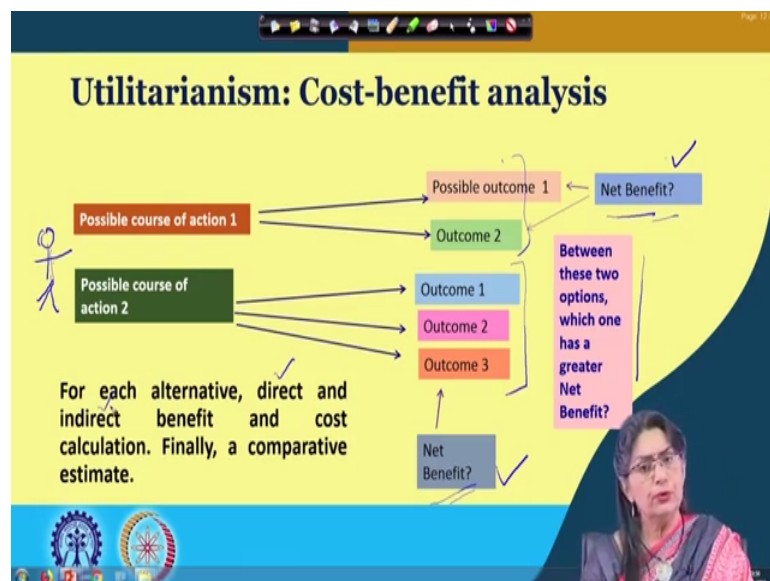 Page 12
Utilitarianism: Cost-benefit analysis
Possible outcome 1
Net Benefit?
Possible course of action 1
Outcome 2
Between
these two
options,
which one
has a
greater
Net
Benefit?
Possible course of
action 2
Outcome 1
Outcome 2
Outcome 3
For each alternative, direct and
indirect benefit and cost
calculation. Finally, a comparative
estimate.
Net
Benefit?